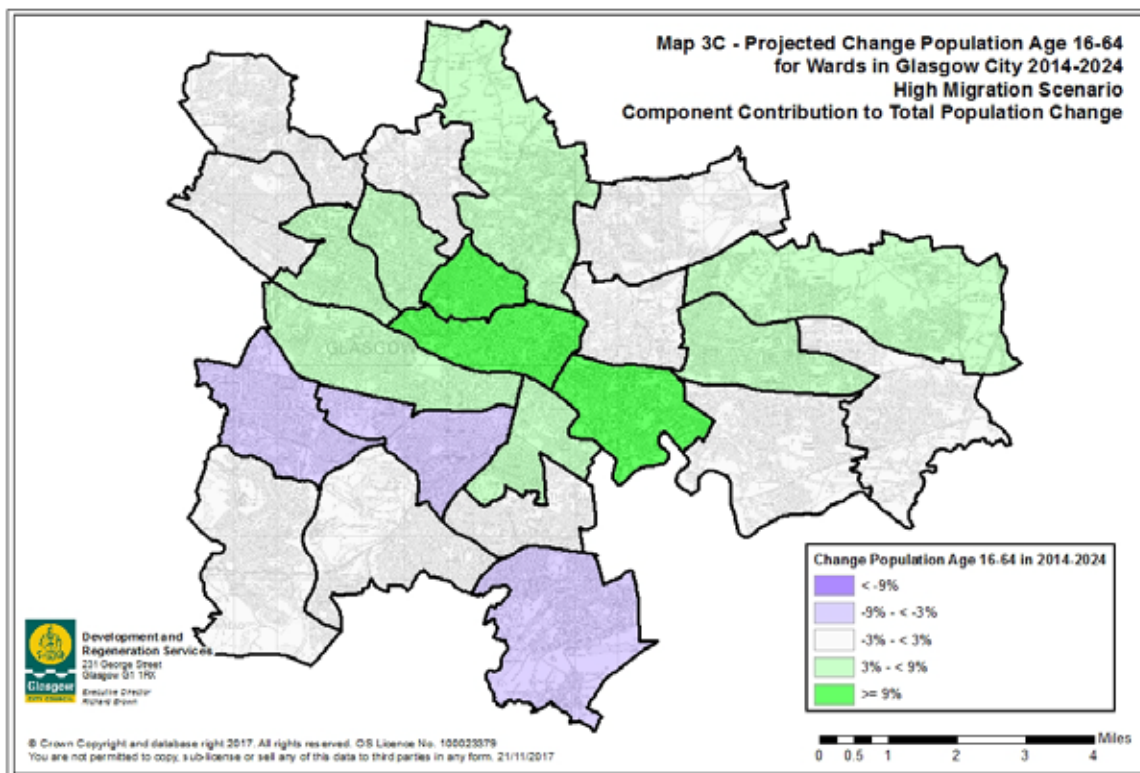 Map 3C - Projected Change Population Age 16-64
for Wards in Glasgow City 2014-2024
High Migration Scenario
Component Contribution to Total Population Change
GLASGOW
Change Population Age 16-64 in 2014-2024
< -9%
-9% - < -3%
-3% - < 3%
3% - < 9%
>= 9%
Development and
Regeneration Services
231 George Street
Glasgow G1 1RX
Executive Director
Richard Brown
Glasgow
CITY COUNCIL
Miles
0 0.5 1 2 3 4
© Crown Copyright and database right 2017. All rights reserved. OS Licence No. 100023379
You are not permitted to copy, sub-license or sell any of this data to third parties in any form. 21/11/2017